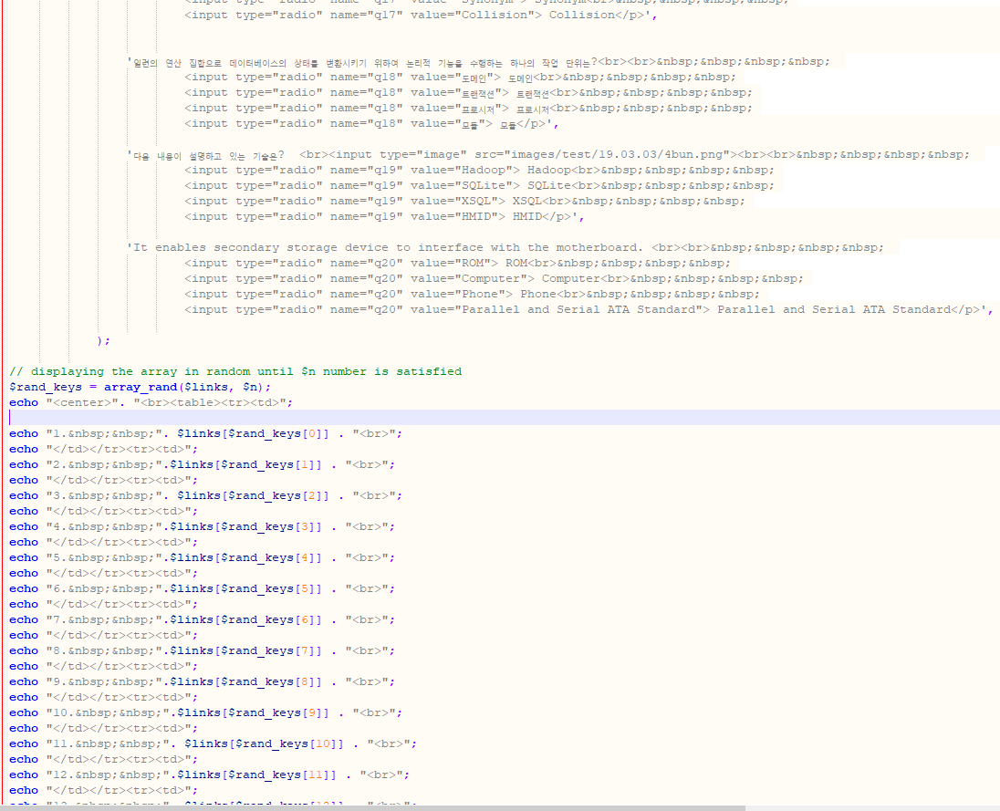 <input type="radio" name="q17" value="Synonym"> Synonym<br>&nbsp;&nbsp;&nbsp;&nbsp;
<input type="radio" name="q17" value="Collision"> Collision</p>',
'일련의 연산 집합으로 데이터베이스의 상태를 변환시키기 위하여 논리적 기능을 수행하는 하나의 작업 단위는?<br><br>&nbsp;&nbsp;&nbsp;&nbsp;
<input type="radio" name="q18" value="도메인"> 도메인<br>&nbsp;&nbsp;&nbsp;&nbsp;
<input type="radio" name="q18" value="트랜잭션"> 트랜잭션<br>&nbsp;&nbsp;&nbsp;&nbsp;
<input type="radio" name="q18" value="프로시저"> 프로시저<br>&nbsp;&nbsp;&nbsp;&nbsp;
<input type="radio" name="q18" value="모듈"> 모듈</p>',
'다음 내용이 설명하고 있는 기술은?  <br><input type="image" src="images/test/19.03.03/4bun.png"><br><br>&nbsp;&nbsp;&nbsp;&nbsp;
<input type="radio" name="q19" value="Hadoop"> Hadoop<br>&nbsp;&nbsp;&nbsp;&nbsp;
<input type="radio" name="q19" value="SQLite"> SQLite<br>&nbsp;&nbsp;&nbsp;&nbsp;
<input type="radio" name="q19" value="XSQL"> XSQL<br>&nbsp;&nbsp;&nbsp;&nbsp;
<input type="radio" name="q19" value="HMID"> HMID</p>',
'It enables secondary storage device to interface with the motherboard. <br><br>&nbsp;&nbsp;&nbsp;&nbsp;
<input type="radio" name="q20" value="ROM"> ROM<br>&nbsp;&nbsp;&nbsp;&nbsp;
<input type="radio" name="q20" value="Computer"> Computer<br>&nbsp;&nbsp;&nbsp;&nbsp;
<input type="radio" name="q20" value="Phone"> Phone<br>&nbsp;&nbsp;&nbsp;&nbsp;
<input type="radio" name="q20" value="Parallel and Serial ATA Standard"> Parallel and Serial ATA Standard</p>',
);
// displaying the array in random until $n number is satisfied
$rand_keys = array_rand($links, $n);
echo "<center>". "<br><table><tr><td>";
echo "1.&nbsp;&nbsp;". $links[$rand_keys[0]] . "<br>";
echo "</td></tr><tr><td>";
echo "2.&nbsp;&nbsp;".$links[$rand_keys[1]] . "<br>";
echo "</td></tr><tr><td>";
echo "3.&nbsp;&nbsp;". $links[$rand_keys[2]] . "<br>";
echo "</td></tr><tr><td>";
echo "4.&nbsp;&nbsp;".$links[$rand_keys[3]] . "<br>";
echo "</td></tr><tr><td>";
echo "5.&nbsp;&nbsp;".$links[$rand_keys[4]] . "<br>";
echo "</td></tr><tr><td>";
echo "6.&nbsp;&nbsp;".$links[$rand_keys[5]] . "<br>";
echo "</td></tr><tr><td>";
echo "7.&nbsp;&nbsp;".$links[$rand_keys[6]] . "<br>";
echo "</td></tr><tr><td>";
echo "8.&nbsp;&nbsp;".$links[$rand_keys[7]] . "<br>";
echo "</td></tr><tr><td>";
echo "9.&nbsp;&nbsp;".$links[$rand_keys[8]] . "<br>";
echo "</td></tr><tr><td>";
echo "10.&nbsp;&nbsp;".$links[$rand_keys[9]] . "<br>";
echo "</td></tr><tr><td>";
echo "11.&nbsp;&nbsp;". $links[$rand_keys[10]] . "<br>";
echo "</td></tr><tr><td>";
echo "12.&nbsp;&nbsp;".$links[$rand_keys[11]] . "<br>";
echo "</td></tr><tr><td>";